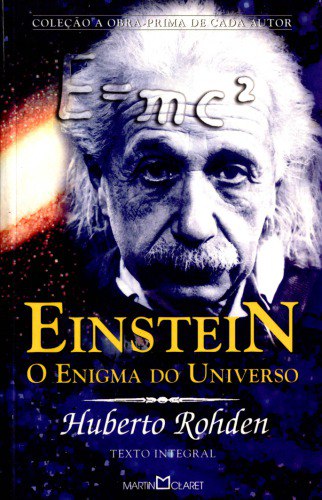 COLEÇÃO A OBRA-PRIMA DE CADA AUTOR
E=mc²
EINSTEIN
O ENIGMA DO UNIVERSO
Huberto Rohden
TEXTO INTEGRAL
MARTIN CLARET